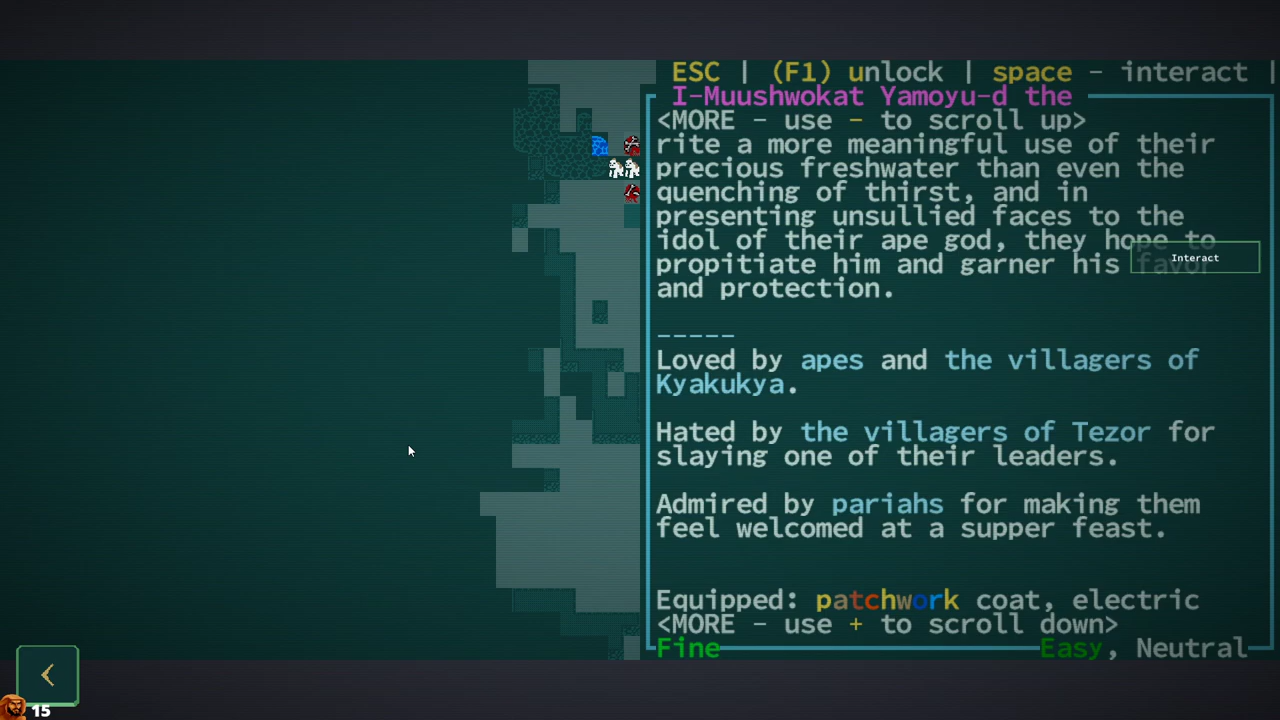 ESC | (F1) unlock | space - interact |
I-Muushwokat Yamoyu-d the
<MORE - use - to scroll up>
rite a more meaningful use of their
precious freshwater than even the
quenching of thirst, and in
presenting unsullied faces to the
idol of their ape god, they hope to
propitiate him and garner his favor
Interact
and protection.
-----
Loved by apes and the villagers of
Kyakukya.
Hated by the villagers of Tezor for
slaying one of their leaders.
Admired by pariahs for making them
feel welcomed at a supper feast.
Equipped: patchwork coat, electric
<MORE - use + to scroll down>
Fine Easy, Neutral
15